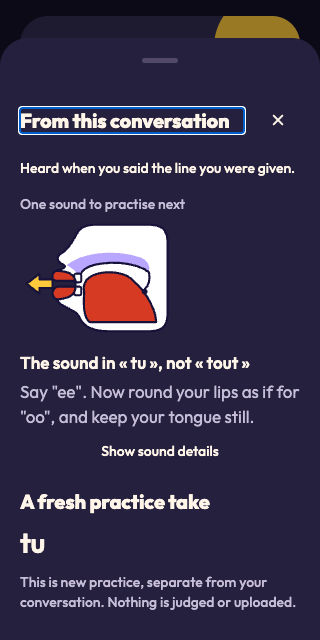 From this conversation
Heard when you said the line you were given.
One sound to practise next
The sound in « tu », not « tout »
Say "ee". Now round your lips as if for
"oo", and keep your tongue still.
Show sound details
A fresh practice take
tu
This is new practice, separate from your
conversation. Nothing is judged or uploaded.